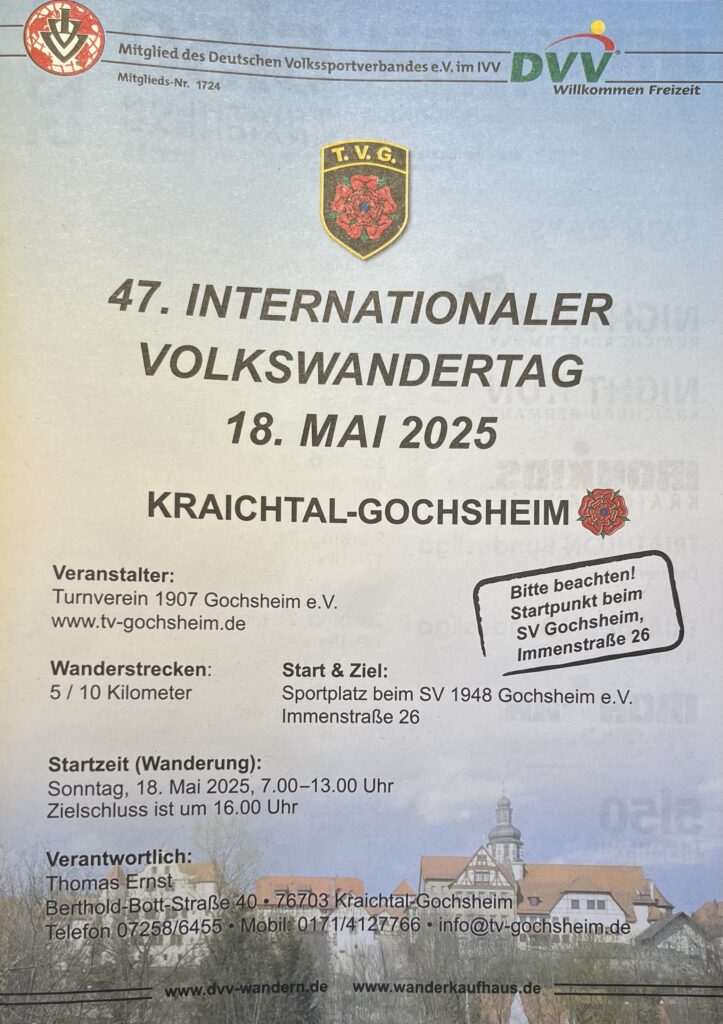 IVV
Mitglied des Deutschen Volkssportverbandes e.V. im IVV
Mitglieds-Nr. 1724
DVV®
Willkommen Freizeit
T. V. G.
47. INTERNATIONALER
VOLKSWANDERTAG
18. MAI 2025
KRAICHTAL-GOCHSHEIM
Veranstalter:
Turnverein 1907 Gochsheim e.V.
www.tv-gochsheim.de
Bitte beachten!
Startpunkt beim
SV Gochsheim,
Immenstraße 26
Wanderstrecken:
5 / 10 Kilometer
Start & Ziel:
Sportplatz beim SV 1948 Gochsheim e.V.
Immenstraße 26
Startzeit (Wanderung):
Sonntag, 18. Mai 2025, 7.00–13.00 Uhr
Zielschluss ist um 16.00 Uhr
Verantwortlich:
Thomas Ernst
Berthold-Bott-Straße 40 • 76703 Kraichtal-Gochsheim
Telefon 07258/6455 • Mobil: 0171/4127766 • info@tv-gochsheim.de
www.dvv-wandern.de www.wanderkaufhaus.de